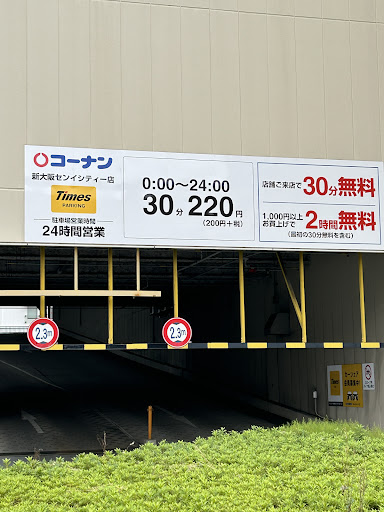 コーナン
新大阪センイシティー店
Times
PARKING
駐車場営業時間
24時間営業
0:00～24:00
30分 220円
(200円+税)
店舗ご来店で 30分無料
1,000円以上お買上げで 2時間無料
(最初の30分無料を含む)
2.3m
2.3m